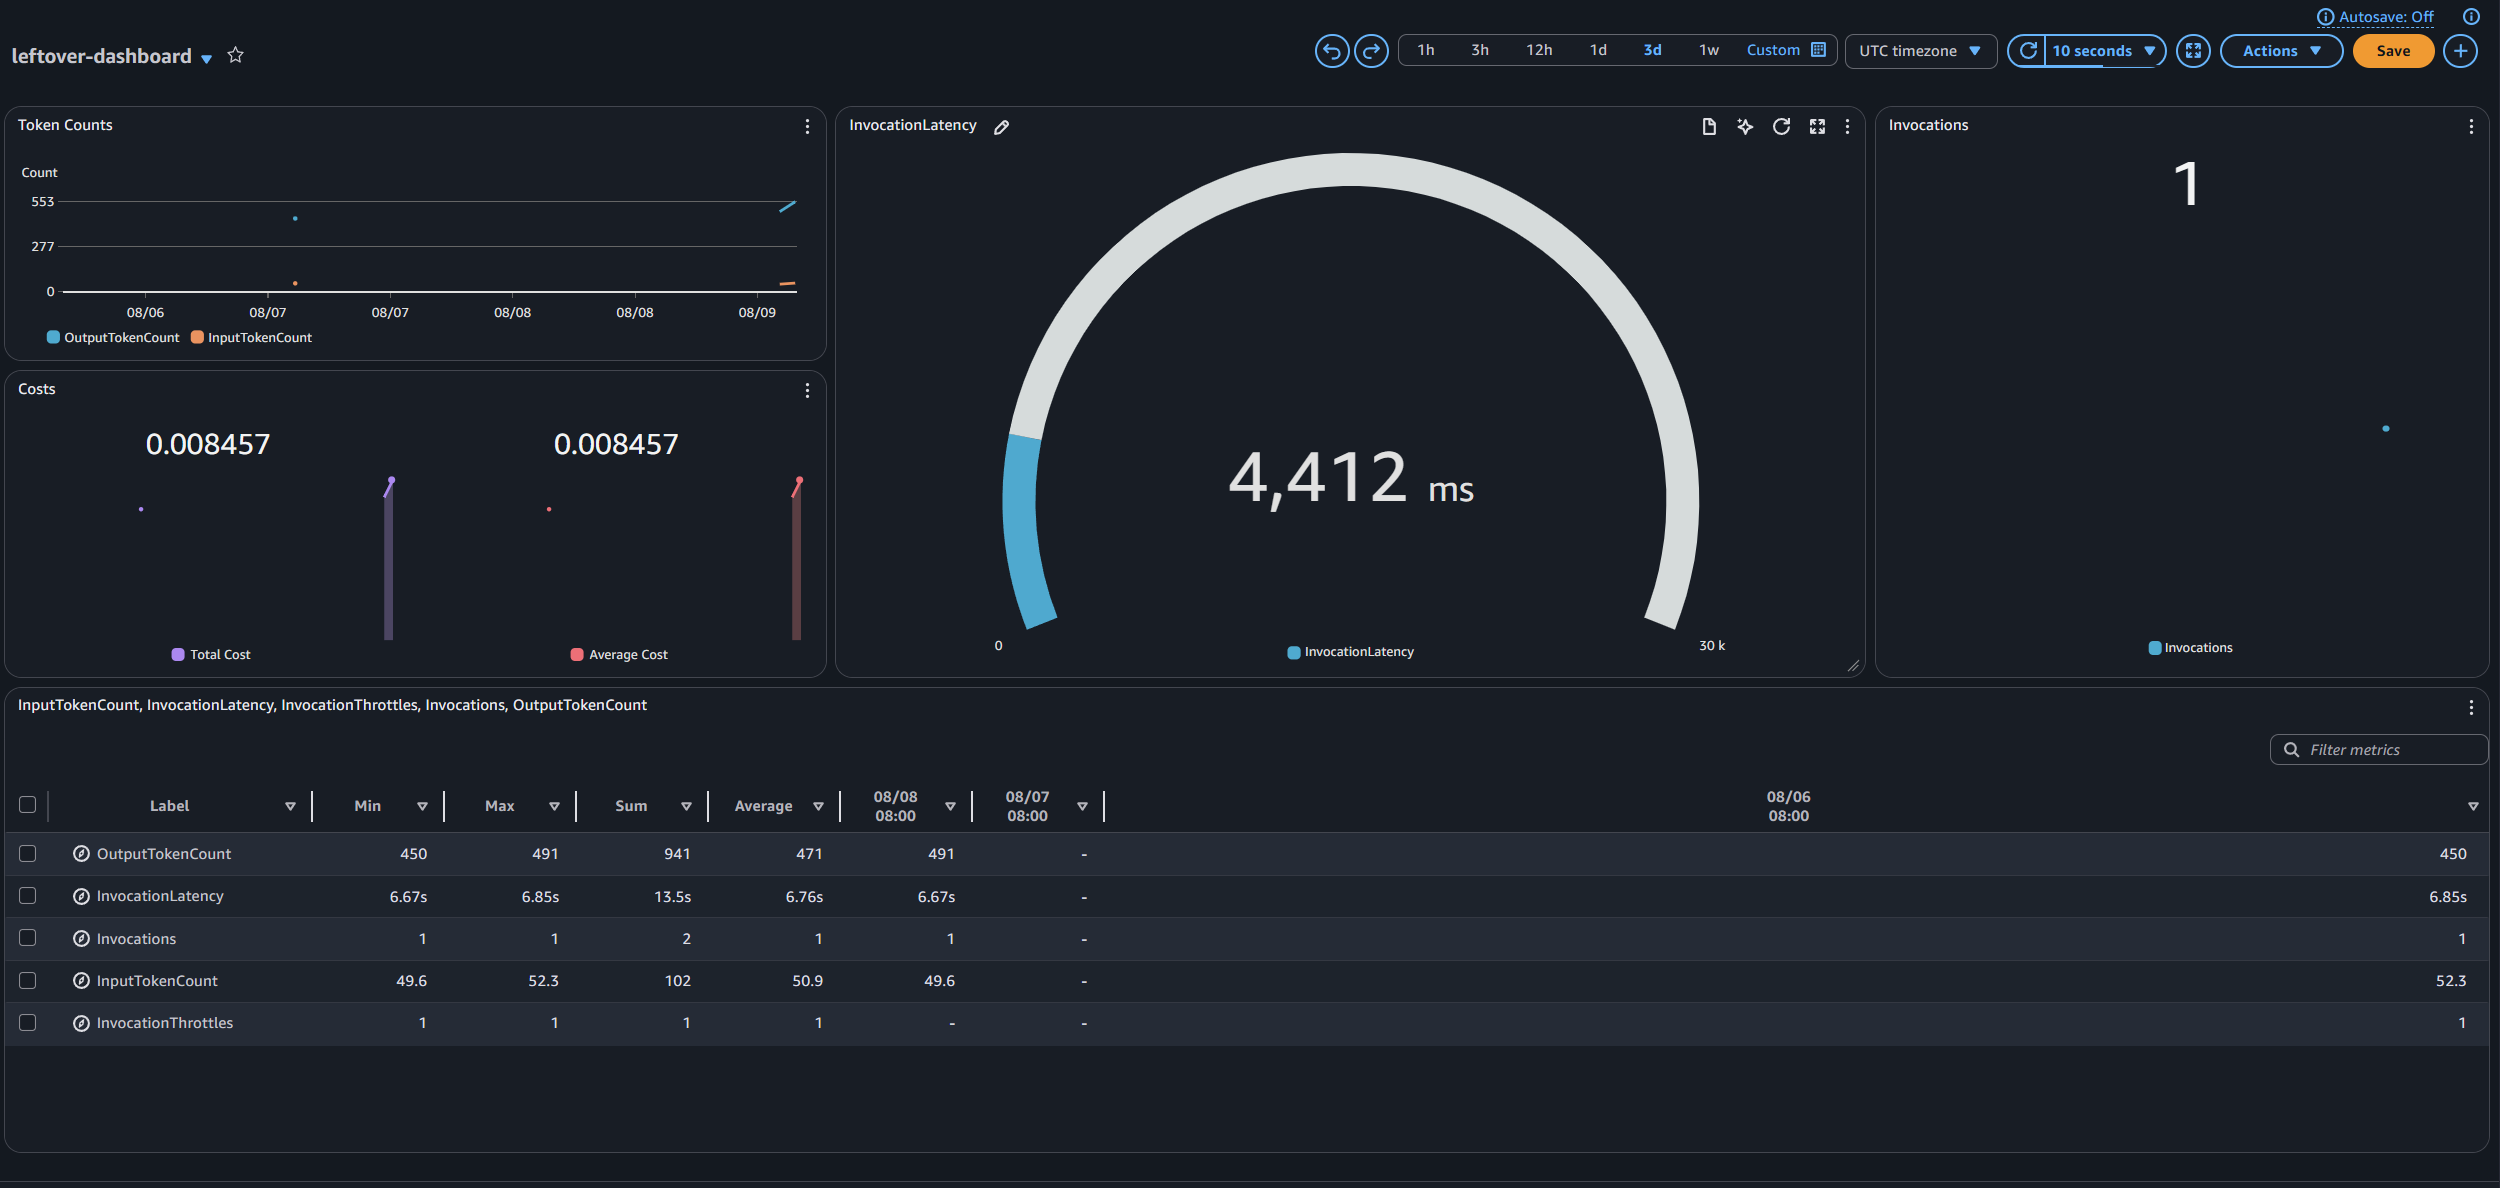 Autosave: Off
leftover-dashboard
1h 3h 12h 1d 3d 1w Custom
UTC timezone
10 seconds
Actions
Save
Token Counts
Count
553
277
0
08/06 08/07 08/07 08/08 08/08 08/09
OutputTokenCount InputTokenCount
Costs
0.008457 0.008457
Total Cost Average Cost
InvocationLatency
4,412 ms
0 30 k
InvocationLatency
Invocations
1
Invocations
InputTokenCount, InvocationLatency, InvocationThrottles, Invocations, OutputTokenCount
Filter metrics
Label Min Max Sum Average 08/08 08:00 08/07 08:00 08/06 08:00
OutputTokenCount 450 491 941 471 491 - 450
InvocationLatency 6.67s 6.85s 13.5s 6.76s 6.67s - 6.85s
Invocations 1 1 2 1 1 - 1
InputTokenCount 49.6 52.3 102 50.9 49.6 - 52.3
InvocationThrottles 1 1 1 1 - - 1